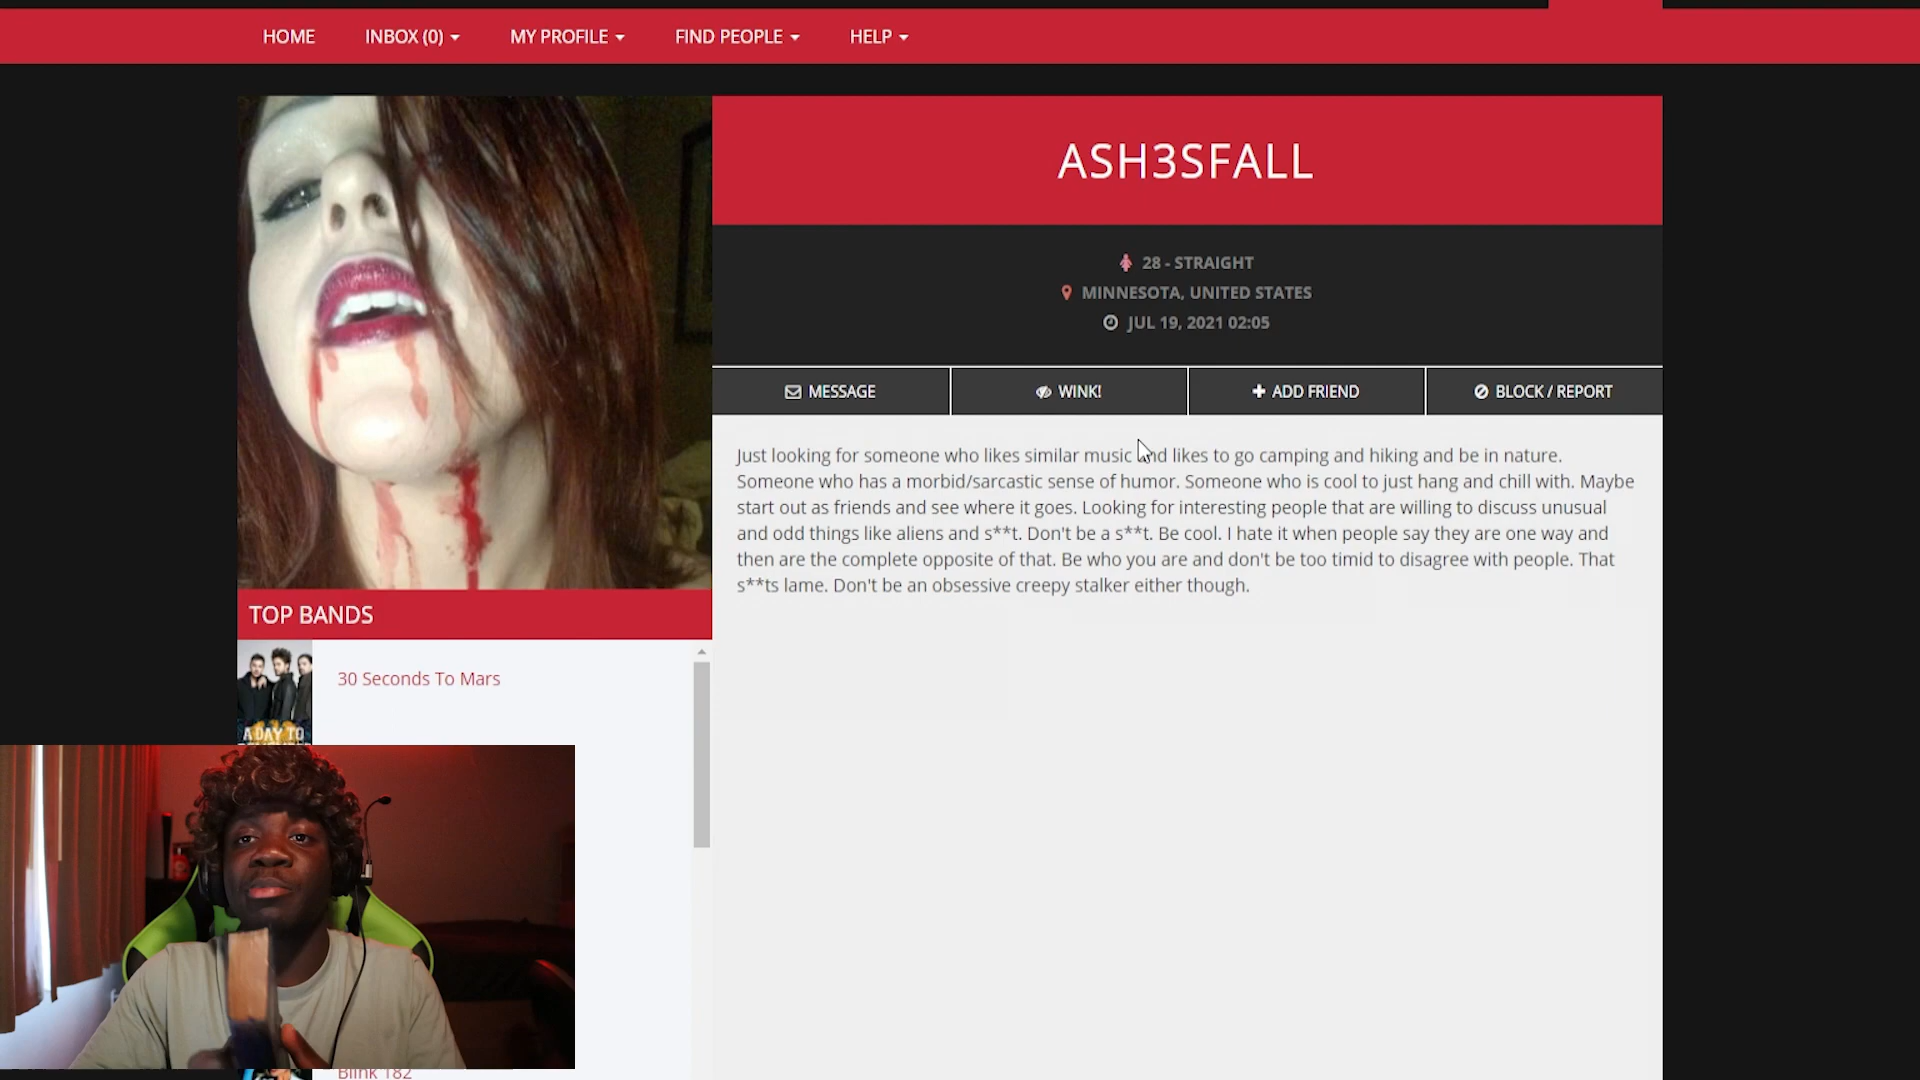 HOME
INBOX (0)
MY PROFILE
FIND PEOPLE
HELP
ASH3SFALL
28 - STRAIGHT
MINNESOTA, UNITED STATES
JUL 19, 2021 02:05
MESSAGE
WINK!
ADD FRIEND
BLOCK / REPORT
Just looking for someone who likes similar music and likes to go camping and hiking and be in nature.
Someone who has a morbid/sarcastic sense of humor. Someone who is cool to just hang and chill with. Maybe
start out as friends and see where it goes. Looking for interesting people that are willing to discuss unusual
and odd things like aliens and s**t. Don't be a s**t. Be cool. I hate it when people say they are one way and
then are the complete opposite of that. Be who you are and don't be too timid to disagree with people. That
s**ts lame. Don't be an obsessive creepy stalker either though.
TOP BANDS
30 Seconds To Mars
A DAY TO
Blink 182